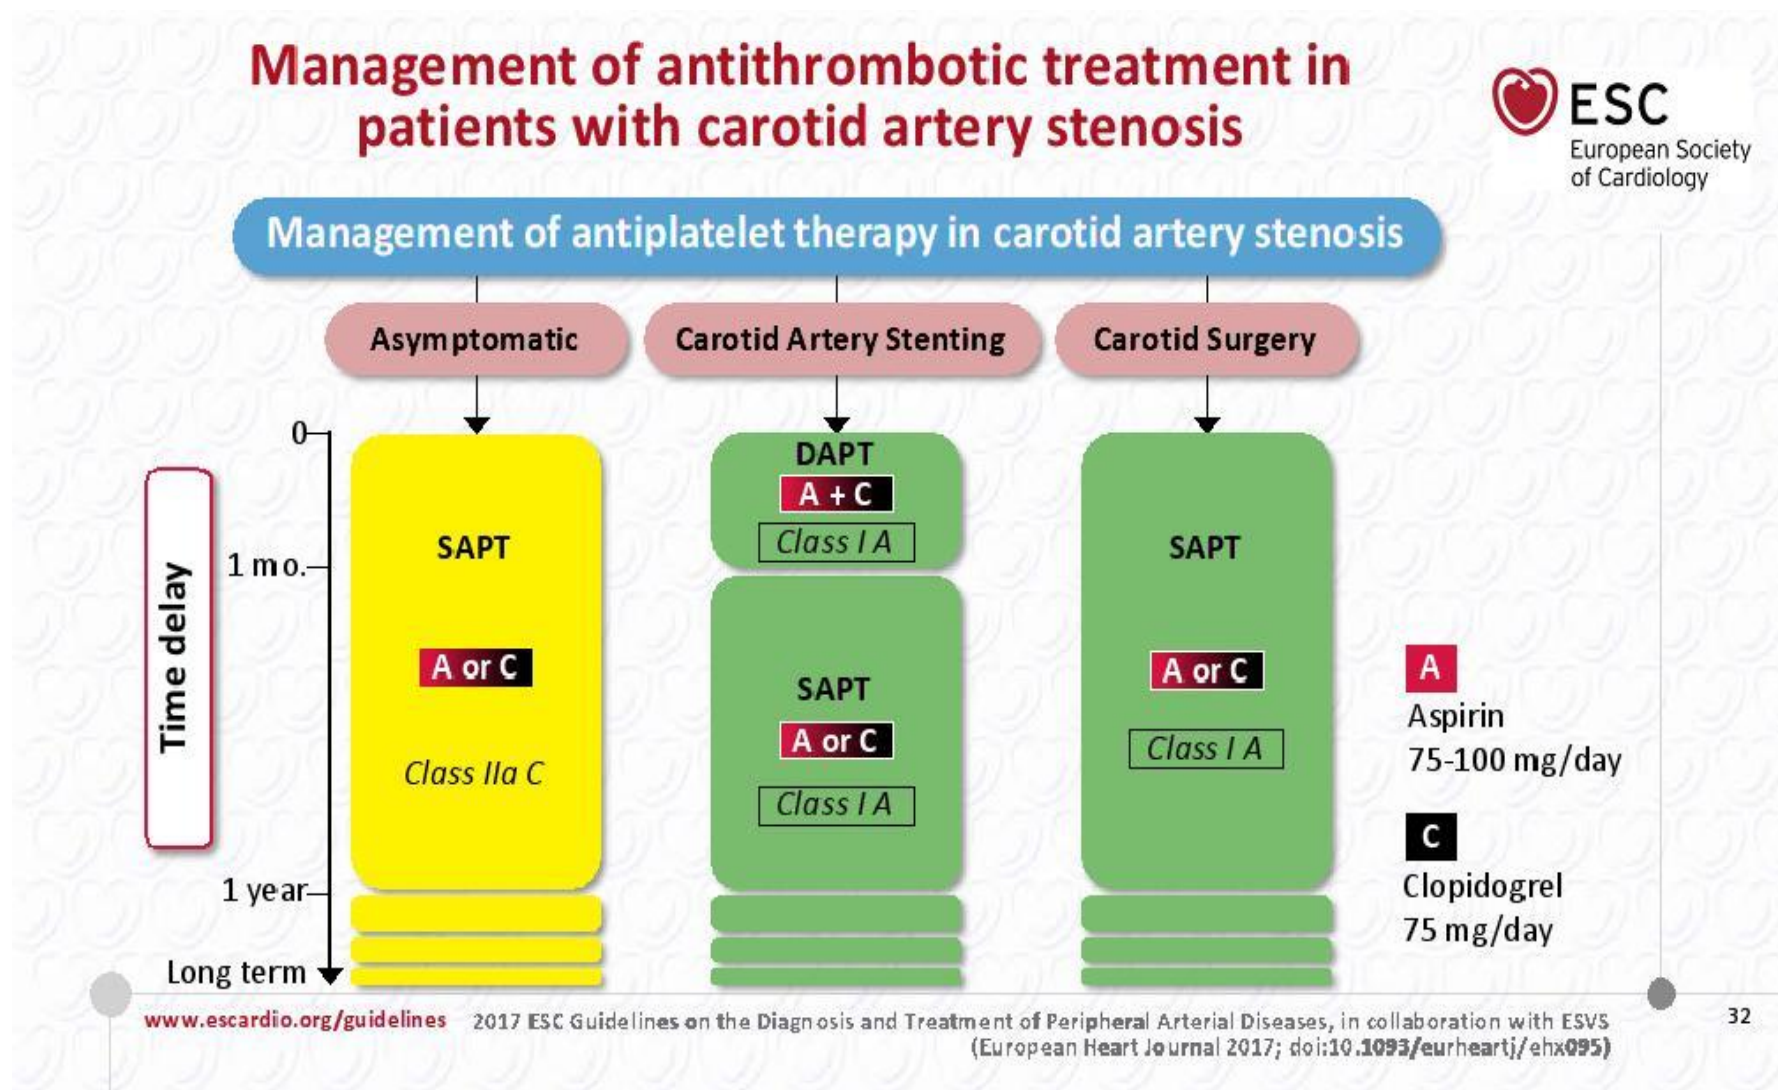 Management of antithrombotic treatment in
patients with carotid artery stenosis
ESC
European Society
of Cardiology
Management of antiplatelet therapy in carotid artery stenosis
Asymptomatic
Carotid Artery Stenting
Carotid Surgery
Time delay
0
1 mo.
1 year
Long term
SAPT
A or C
Class IIa C
DAPT
A + C
Class I A
SAPT
A or C
Class I A
SAPT
A or C
Class I A
A
Aspirin
75-100 mg/day
C
Clopidogrel
75 mg/day
www.escardio.org/guidelines
2017 ESC Guidelines on the Diagnosis and Treatment of Peripheral Arterial Diseases, in collaboration with ESVS
(European Heart Journal 2017; doi:10.1093/eurheartj/ehx095)
32